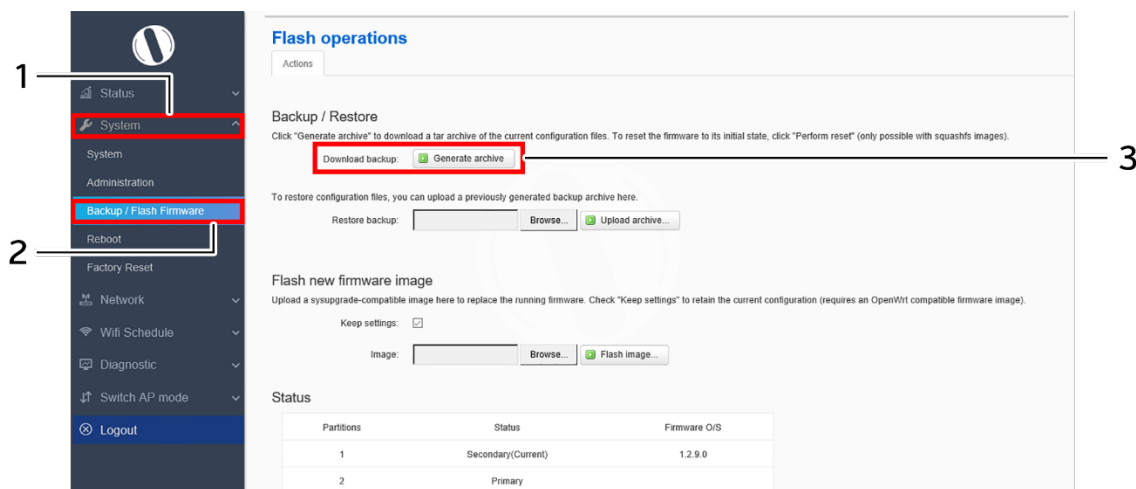 1
2
3
Status
System
System
Administration
Backup / Flash Firmware
Reboot
Factory Reset
Network
Wifi Schedule
Diagnostic
Switch AP mode
Logout
Flash operations
Actions
Backup / Restore
Click "Generate archive" to download a tar archive of the current configuration files. To reset the firmware to its initial state, click "Perform reset" (only possible with squashfs images).
Download backup: Generate archive
To restore configuration files, you can upload a previously generated backup archive here.
Restore backup: Browse... Upload archive...
Flash new firmware image
Upload a sysupgrade-compatible image here to replace the running firmware. Check "Keep settings" to retain the current configuration (requires an OpenWrt compatible firmware image).
Keep settings:
Image: Browse... Flash image...
Status
Partitions Status Firmware O/S
1 Secondary(Current) 1.2.9.0
2 Primary